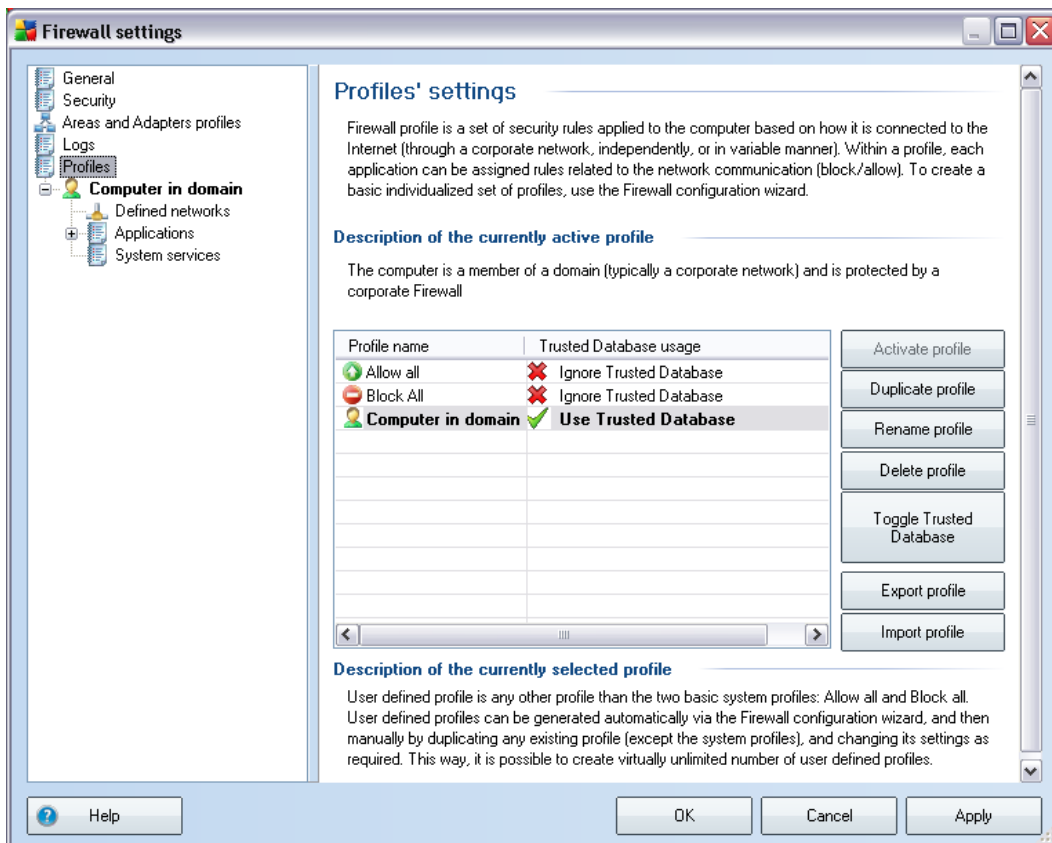 Firewall settings
General
Security
Areas and Adapters profiles
Logs
Profiles
Computer in domain
Defined networks
Applications
System services
Profiles' settings
Firewall profile is a set of security rules applied to the computer based on how it is connected to the
Internet (through a corporate network, independently, or in variable manner). Within a profile, each
application can be assigned rules related to the network communication (block/allow). To create a
basic individualized set of profiles, use the Firewall configuration wizard.
Description of the currently active profile
The computer is a member of a domain (typically a corporate network) and is protected by a
corporate Firewall
Profile name Trusted Database usage
Allow all Ignore Trusted Database
Block All Ignore Trusted Database
Computer in domain Use Trusted Database
Activate profile
Duplicate profile
Rename profile
Delete profile
Toggle Trusted
Database
Export profile
Import profile
Description of the currently selected profile
User defined profile is any other profile than the two basic system profiles: Allow all and Block all.
User defined profiles can be generated automatically via the Firewall configuration wizard, and then
manually by duplicating any existing profile (except the system profiles), and changing its settings as
required. This way, it is possible to create virtually unlimited number of user defined profiles.
Help
OK
Cancel
Apply